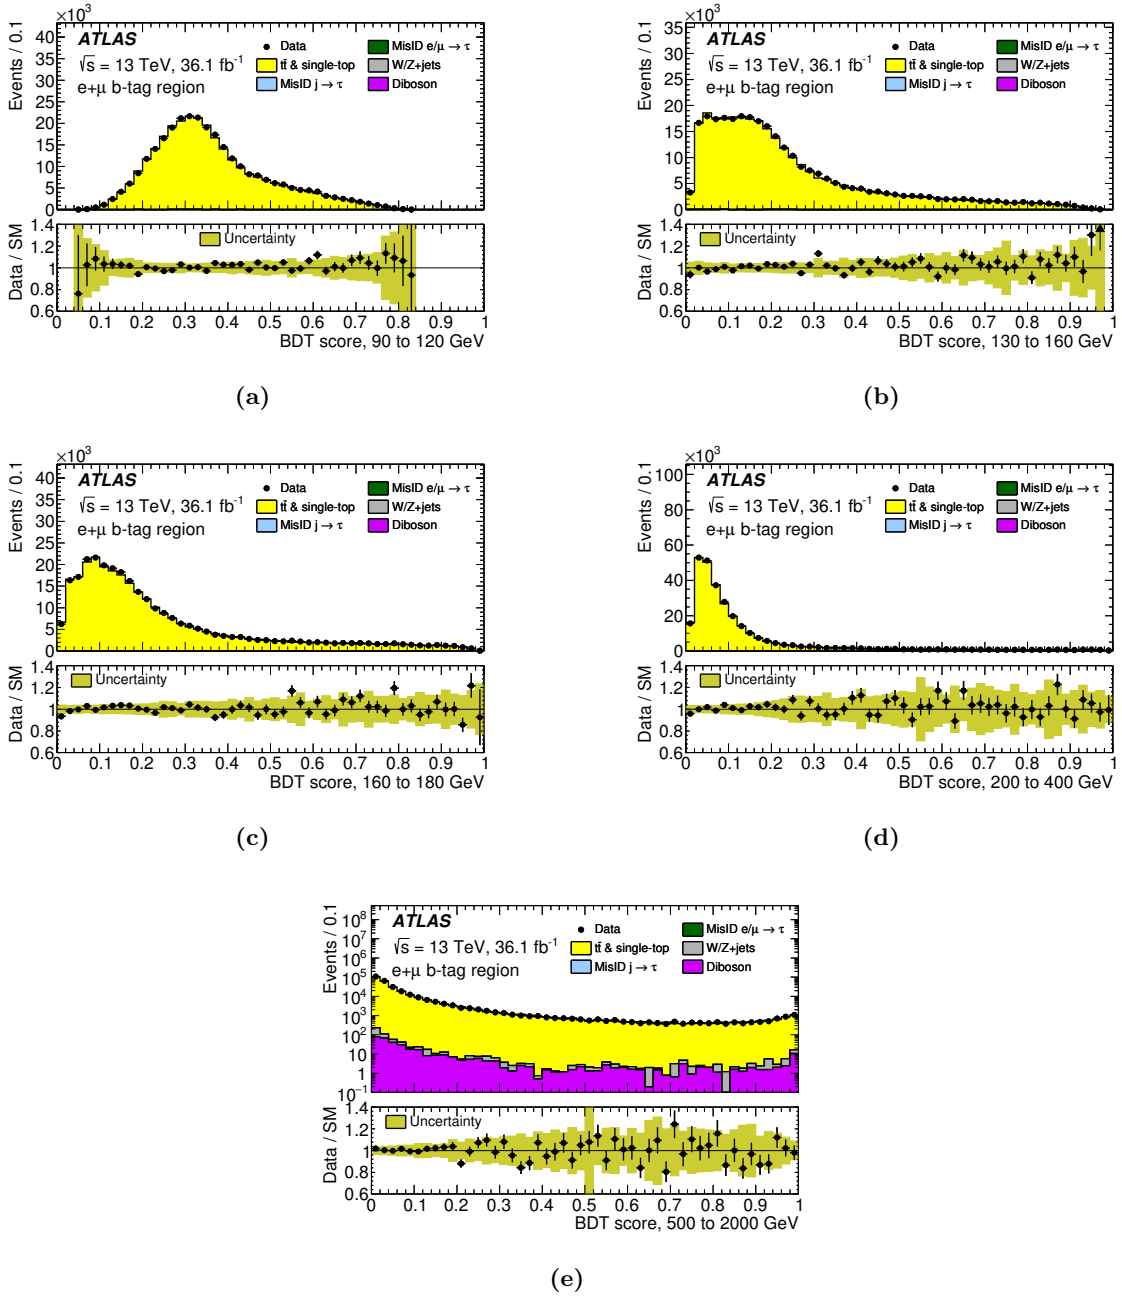 ×10³
Events / 0.1
40
35
30
25
20
15
10
5
0
ATLAS
√s = 13 TeV, 36.1 fb⁻¹
e+μ b-tag region
Data
tt̄ & single-top
MisID j → τ
MisID e/μ → τ
W/Z+jets
Diboson
Data / SM
1.4
1.2
1
0.8
0.6
Uncertainty
0 0.1 0.2 0.3 0.4 0.5 0.6 0.7 0.8 0.9 1
BDT score, 90 to 120 GeV
(a)
×10³
Events / 0.1
35
30
25
20
15
10
5
0
ATLAS
√s = 13 TeV, 36.1 fb⁻¹
e+μ b-tag region
Data
tt̄ & single-top
MisID j → τ
MisID e/μ → τ
W/Z+jets
Diboson
Data / SM
1.4
1.2
1
0.8
0.6
Uncertainty
0 0.1 0.2 0.3 0.4 0.5 0.6 0.7 0.8 0.9 1
BDT score, 130 to 160 GeV
(b)
×10³
Events / 0.1
40
35
30
25
20
15
10
5
0
ATLAS
√s = 13 TeV, 36.1 fb⁻¹
e+μ b-tag region
Data
tt̄ & single-top
MisID j → τ
MisID e/μ → τ
W/Z+jets
Diboson
Data / SM
1.4
1.2
1
0.8
0.6
Uncertainty
0 0.1 0.2 0.3 0.4 0.5 0.6 0.7 0.8 0.9 1
BDT score, 160 to 180 GeV
(c)
×10³
Events / 0.1
100
80
60
40
20
0
ATLAS
√s = 13 TeV, 36.1 fb⁻¹
e+μ b-tag region
Data
tt̄ & single-top
MisID j → τ
MisID e/μ → τ
W/Z+jets
Diboson
Data / SM
1.4
1.2
1
0.8
0.6
Uncertainty
0 0.1 0.2 0.3 0.4 0.5 0.6 0.7 0.8 0.9 1
BDT score, 200 to 400 GeV
(d)
Events / 0.1
10⁸
10⁷
10⁶
10⁵
10⁴
10³
10²
10
1
10⁻¹
ATLAS
√s = 13 TeV, 36.1 fb⁻¹
e+μ b-tag region
Data
tt̄ & single-top
MisID j → τ
MisID e/μ → τ
W/Z+jets
Diboson
Data / SM
1.4
1.2
1
0.8
0.6
Uncertainty
0 0.1 0.2 0.3 0.4 0.5 0.6 0.7 0.8 0.9 1
BDT score, 500 to 2000 GeV
(e)